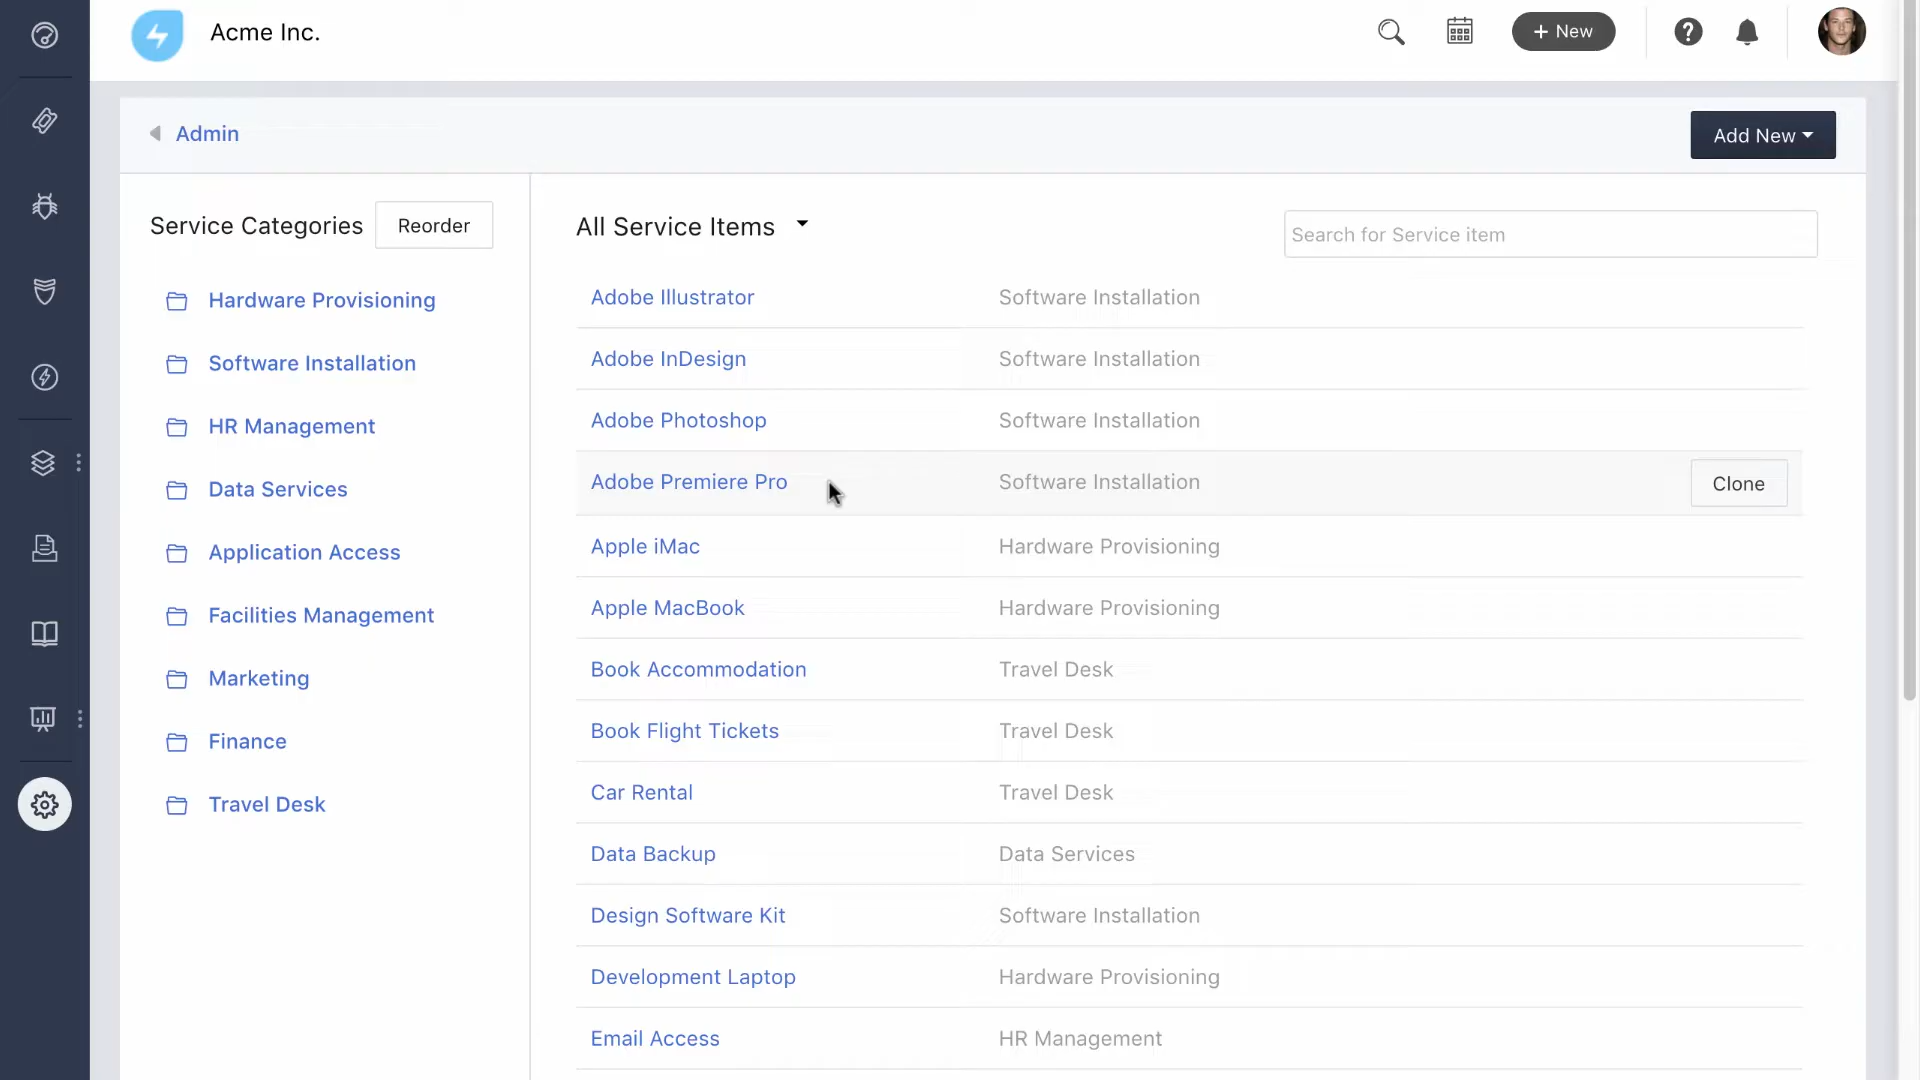 Acme Inc.
+ New
Admin
Add New
Service Categories
Reorder
All Service Items
Search for Service item
Hardware Provisioning
Software Installation
HR Management
Data Services
Application Access
Facilities Management
Marketing
Finance
Travel Desk
Adobe Illustrator Software Installation
Adobe InDesign Software Installation
Adobe Photoshop Software Installation
Adobe Premiere Pro Software Installation Clone
Apple iMac Hardware Provisioning
Apple MacBook Hardware Provisioning
Book Accommodation Travel Desk
Book Flight Tickets Travel Desk
Car Rental Travel Desk
Data Backup Data Services
Design Software Kit Software Installation
Development Laptop Hardware Provisioning
Email Access HR Management